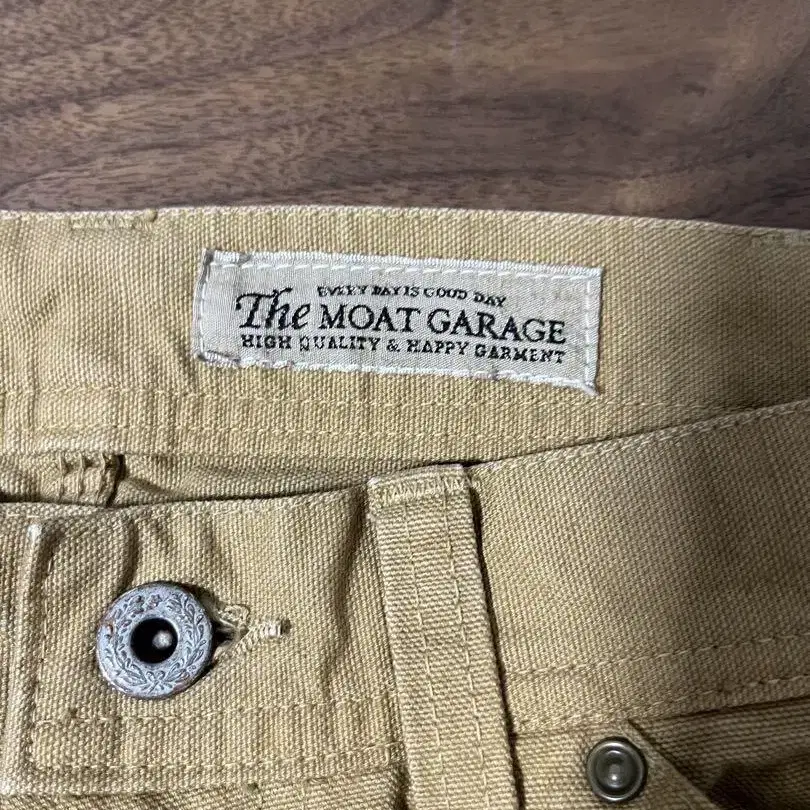 EVERY DAY IS GOOD DAY
The MOAT GARAGE
HIGH QUALITY & HAPPY GARMENT